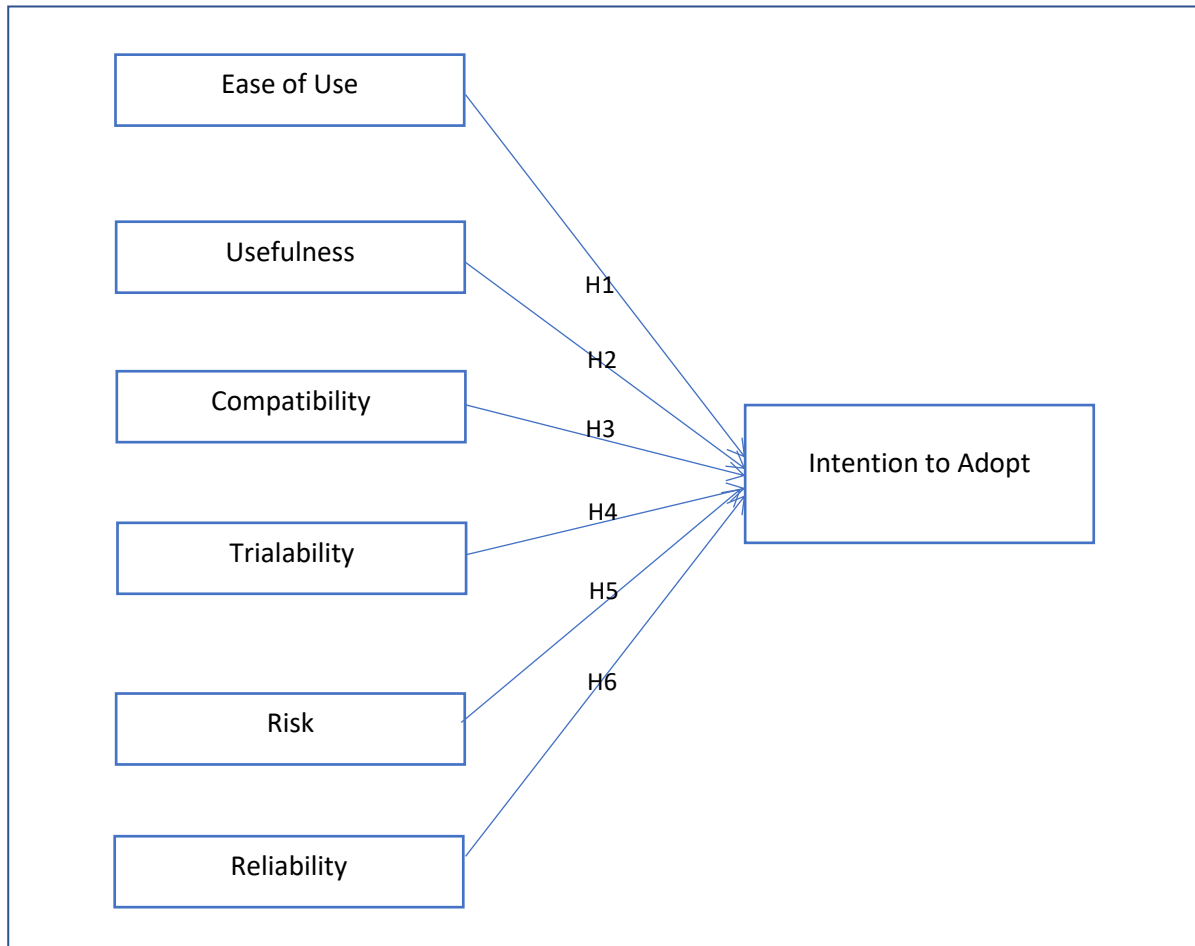 Ease of Use
Usefulness
H1
H2
Compatibility
H3
Intention to Adopt
H4
Trialability
H5
H6
Risk
Reliability